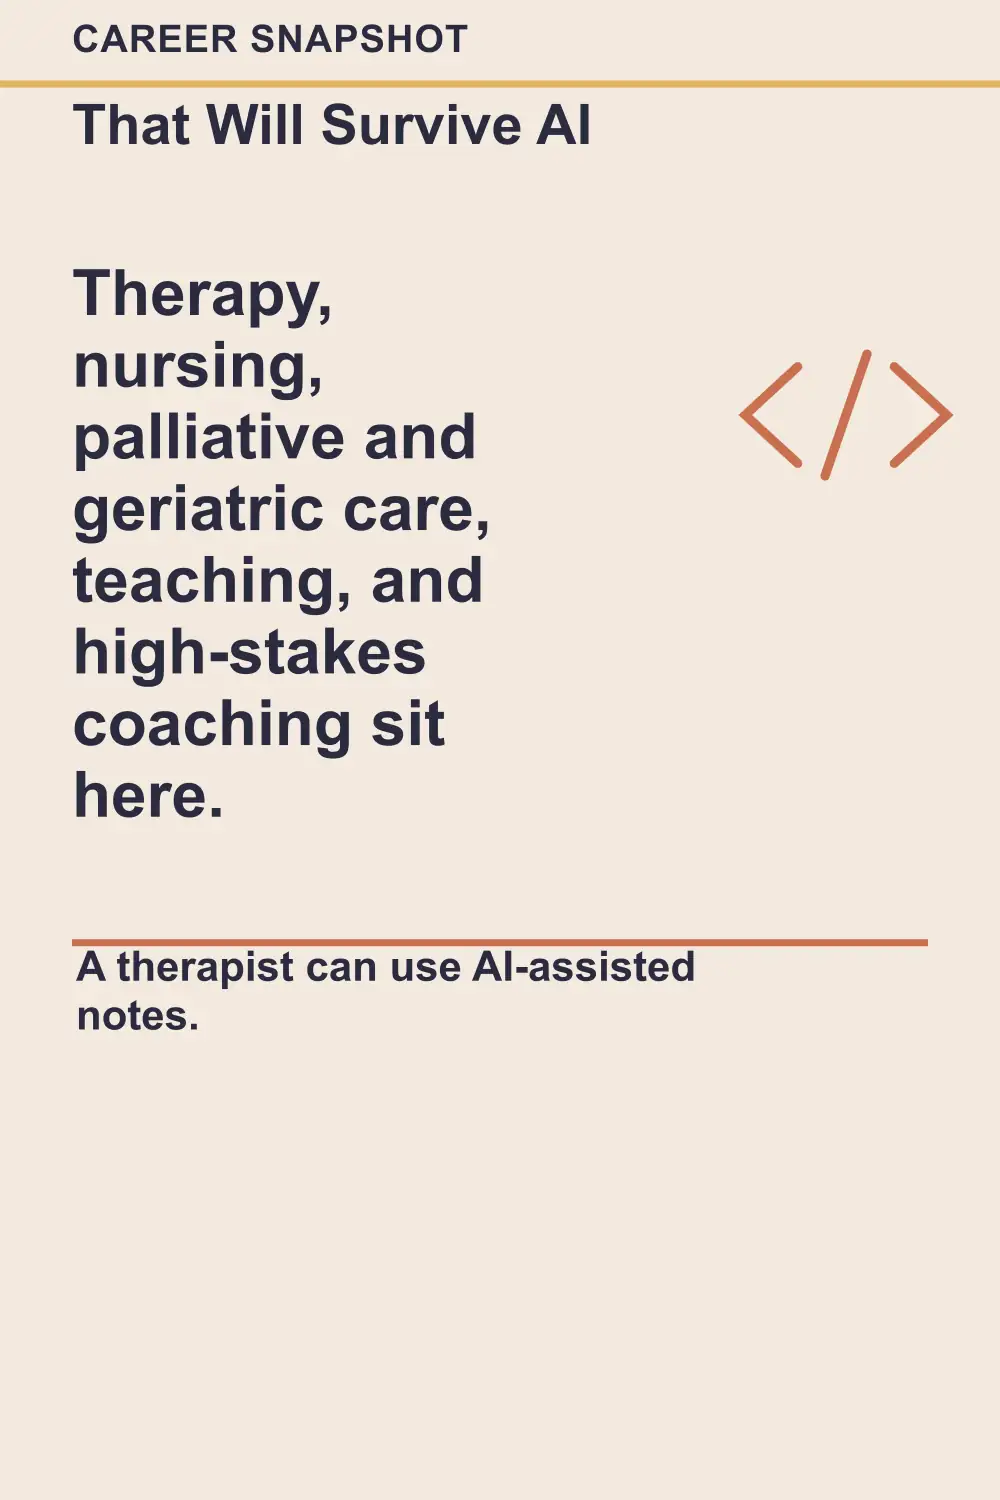 CAREER SNAPSHOT
That Will Survive AI
Therapy,
nursing,
palliative and
geriatric care,
teaching, and
high-stakes
coaching sit
here.
A therapist can use AI-assisted
notes.